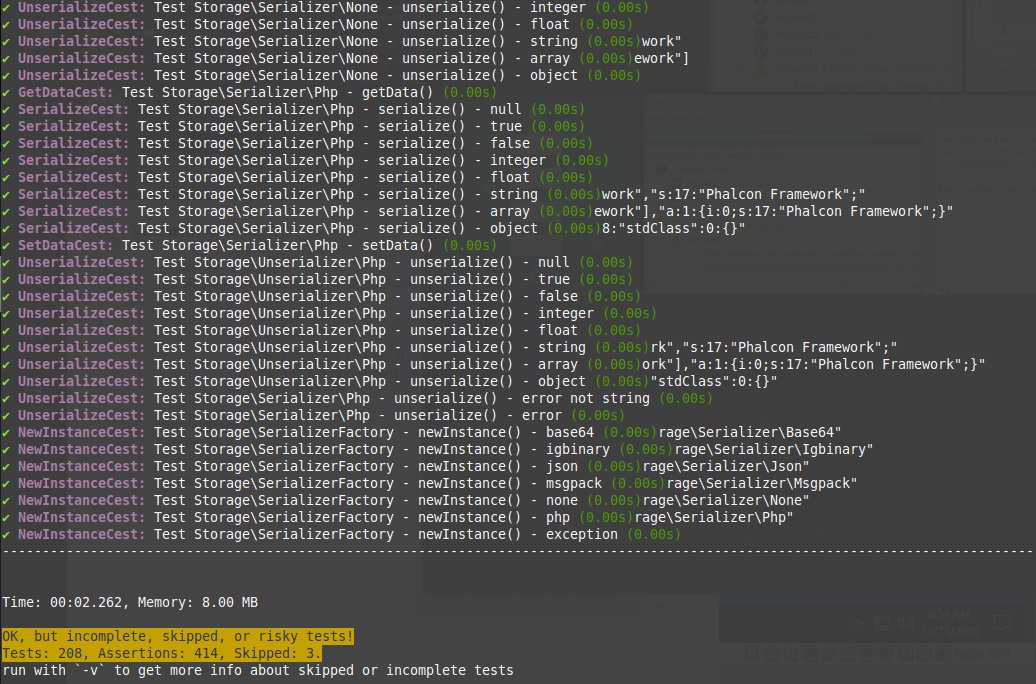 ✔ UnserializeCest: Test Storage\Serializer\None - unserialize() - integer (0.00s)
✔ UnserializeCest: Test Storage\Serializer\None - unserialize() - float (0.00s)
✔ UnserializeCest: Test Storage\Serializer\None - unserialize() - string (0.00s)work"
✔ UnserializeCest: Test Storage\Serializer\None - unserialize() - array (0.00s)ework"]
✔ UnserializeCest: Test Storage\Serializer\None - unserialize() - object (0.00s)
✔ GetDataCest: Test Storage\Serializer\Php - getData() (0.00s)
✔ SerializeCest: Test Storage\Serializer\Php - serialize() - null (0.00s)
✔ SerializeCest: Test Storage\Serializer\Php - serialize() - true (0.00s)
✔ SerializeCest: Test Storage\Serializer\Php - serialize() - false (0.00s)
✔ SerializeCest: Test Storage\Serializer\Php - serialize() - integer (0.00s)
✔ SerializeCest: Test Storage\Serializer\Php - serialize() - float (0.00s)
✔ SerializeCest: Test Storage\Serializer\Php - serialize() - string (0.00s)work","s:17:"Phalcon Framework";"
✔ SerializeCest: Test Storage\Serializer\Php - serialize() - array (0.00s)ework"],"a:1:{i:0;s:17:"Phalcon Framework";}"
✔ SerializeCest: Test Storage\Serializer\Php - serialize() - object (0.00s)8:"stdClass":0:{}"
✔ SetDataCest: Test Storage\Serializer\Php - setData() (0.00s)
✔ UnserializeCest: Test Storage\Unserializer\Php - unserialize() - null (0.00s)
✔ UnserializeCest: Test Storage\Unserializer\Php - unserialize() - true (0.00s)
✔ UnserializeCest: Test Storage\Unserializer\Php - unserialize() - false (0.00s)
✔ UnserializeCest: Test Storage\Unserializer\Php - unserialize() - integer (0.00s)
✔ UnserializeCest: Test Storage\Unserializer\Php - unserialize() - float (0.00s)
✔ UnserializeCest: Test Storage\Unserializer\Php - unserialize() - string (0.00s)rk","s:17:"Phalcon Framework";"
✔ UnserializeCest: Test Storage\Unserializer\Php - unserialize() - array (0.00s)ork"],"a:1:{i:0;s:17:"Phalcon Framework";}"
✔ UnserializeCest: Test Storage\Unserializer\Php - unserialize() - object (0.00s)"stdClass":0:{}"
✔ UnserializeCest: Test Storage\Serializer\Php - unserialize() - error not string (0.00s)
✔ UnserializeCest: Test Storage\Serializer\Php - unserialize() - error (0.00s)
✔ NewInstanceCest: Test Storage\SerializerFactory - newInstance() - base64 (0.00s)rage\Serializer\Base64"
✔ NewInstanceCest: Test Storage\SerializerFactory - newInstance() - igbinary (0.00s)rage\Serializer\Igbinary"
✔ NewInstanceCest: Test Storage\SerializerFactory - newInstance() - json (0.00s)rage\Serializer\Json"
✔ NewInstanceCest: Test Storage\SerializerFactory - newInstance() - msgpack (0.00s)rage\Serializer\Msgpack"
✔ NewInstanceCest: Test Storage\SerializerFactory - newInstance() - none (0.00s)rage\Serializer\None"
✔ NewInstanceCest: Test Storage\SerializerFactory - newInstance() - php (0.00s)rage\Serializer\Php"
✔ NewInstanceCest: Test Storage\SerializerFactory - newInstance() - exception (0.00s)
---------------------------------------------------------------------------------------------------------------------------------
Time: 00:02.262, Memory: 8.00 MB
OK, but incomplete, skipped, or risky tests!
Tests: 208, Assertions: 414, Skipped: 3.
run with `-v` to get more info about skipped or incomplete tests
6:54 AM
10/15/2020
Right Ctrl